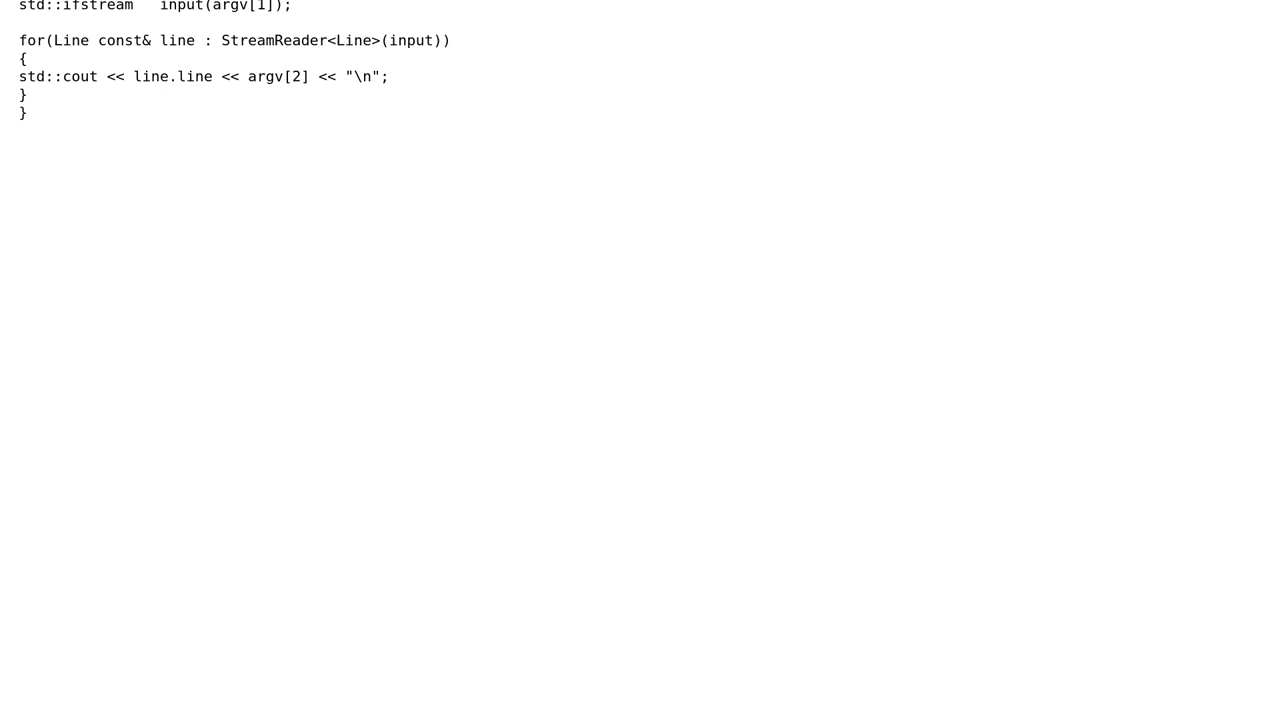 std::ifstream   input(argv[1]);

for(Line const& line : StreamReader<Line>(input))
{
std::cout << line.line << argv[2] << "\n";
}
}